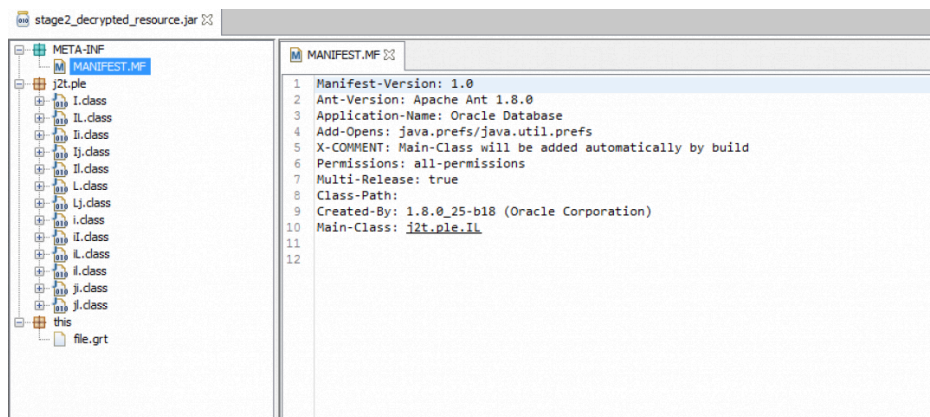 stage2_decrypted_resource.jar
META-INF
MANIFEST.MF
j2t.ple
I.class
IL.class
Ii.class
Ij.class
Il.class
L.class
Lj.class
i.class
iI.class
iL.class
il.class
ji.class
jl.class
this
file.grt
MANIFEST.MF
1 Manifest-Version: 1.0
2 Ant-Version: Apache Ant 1.8.0
3 Application-Name: Oracle Database
4 Add-Opens: java.prefs/java.util.prefs
5 X-COMMENT: Main-Class will be added automatically by build
6 Permissions: all-permissions
7 Multi-Release: true
8 Class-Path:
9 Created-By: 1.8.0_25-b18 (Oracle Corporation)
10 Main-Class: j2t.ple.IL
11
12